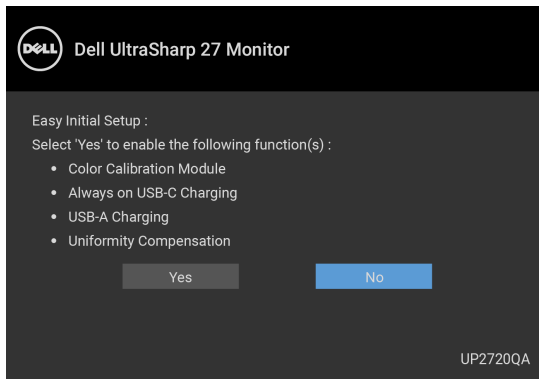 DELL Dell UltraSharp 27 Monitor
Easy Initial Setup :
Select 'Yes' to enable the following function(s) :
• Color Calibration Module
• Always on USB-C Charging
• USB-A Charging
• Uniformity Compensation
Yes No
UP2720QA